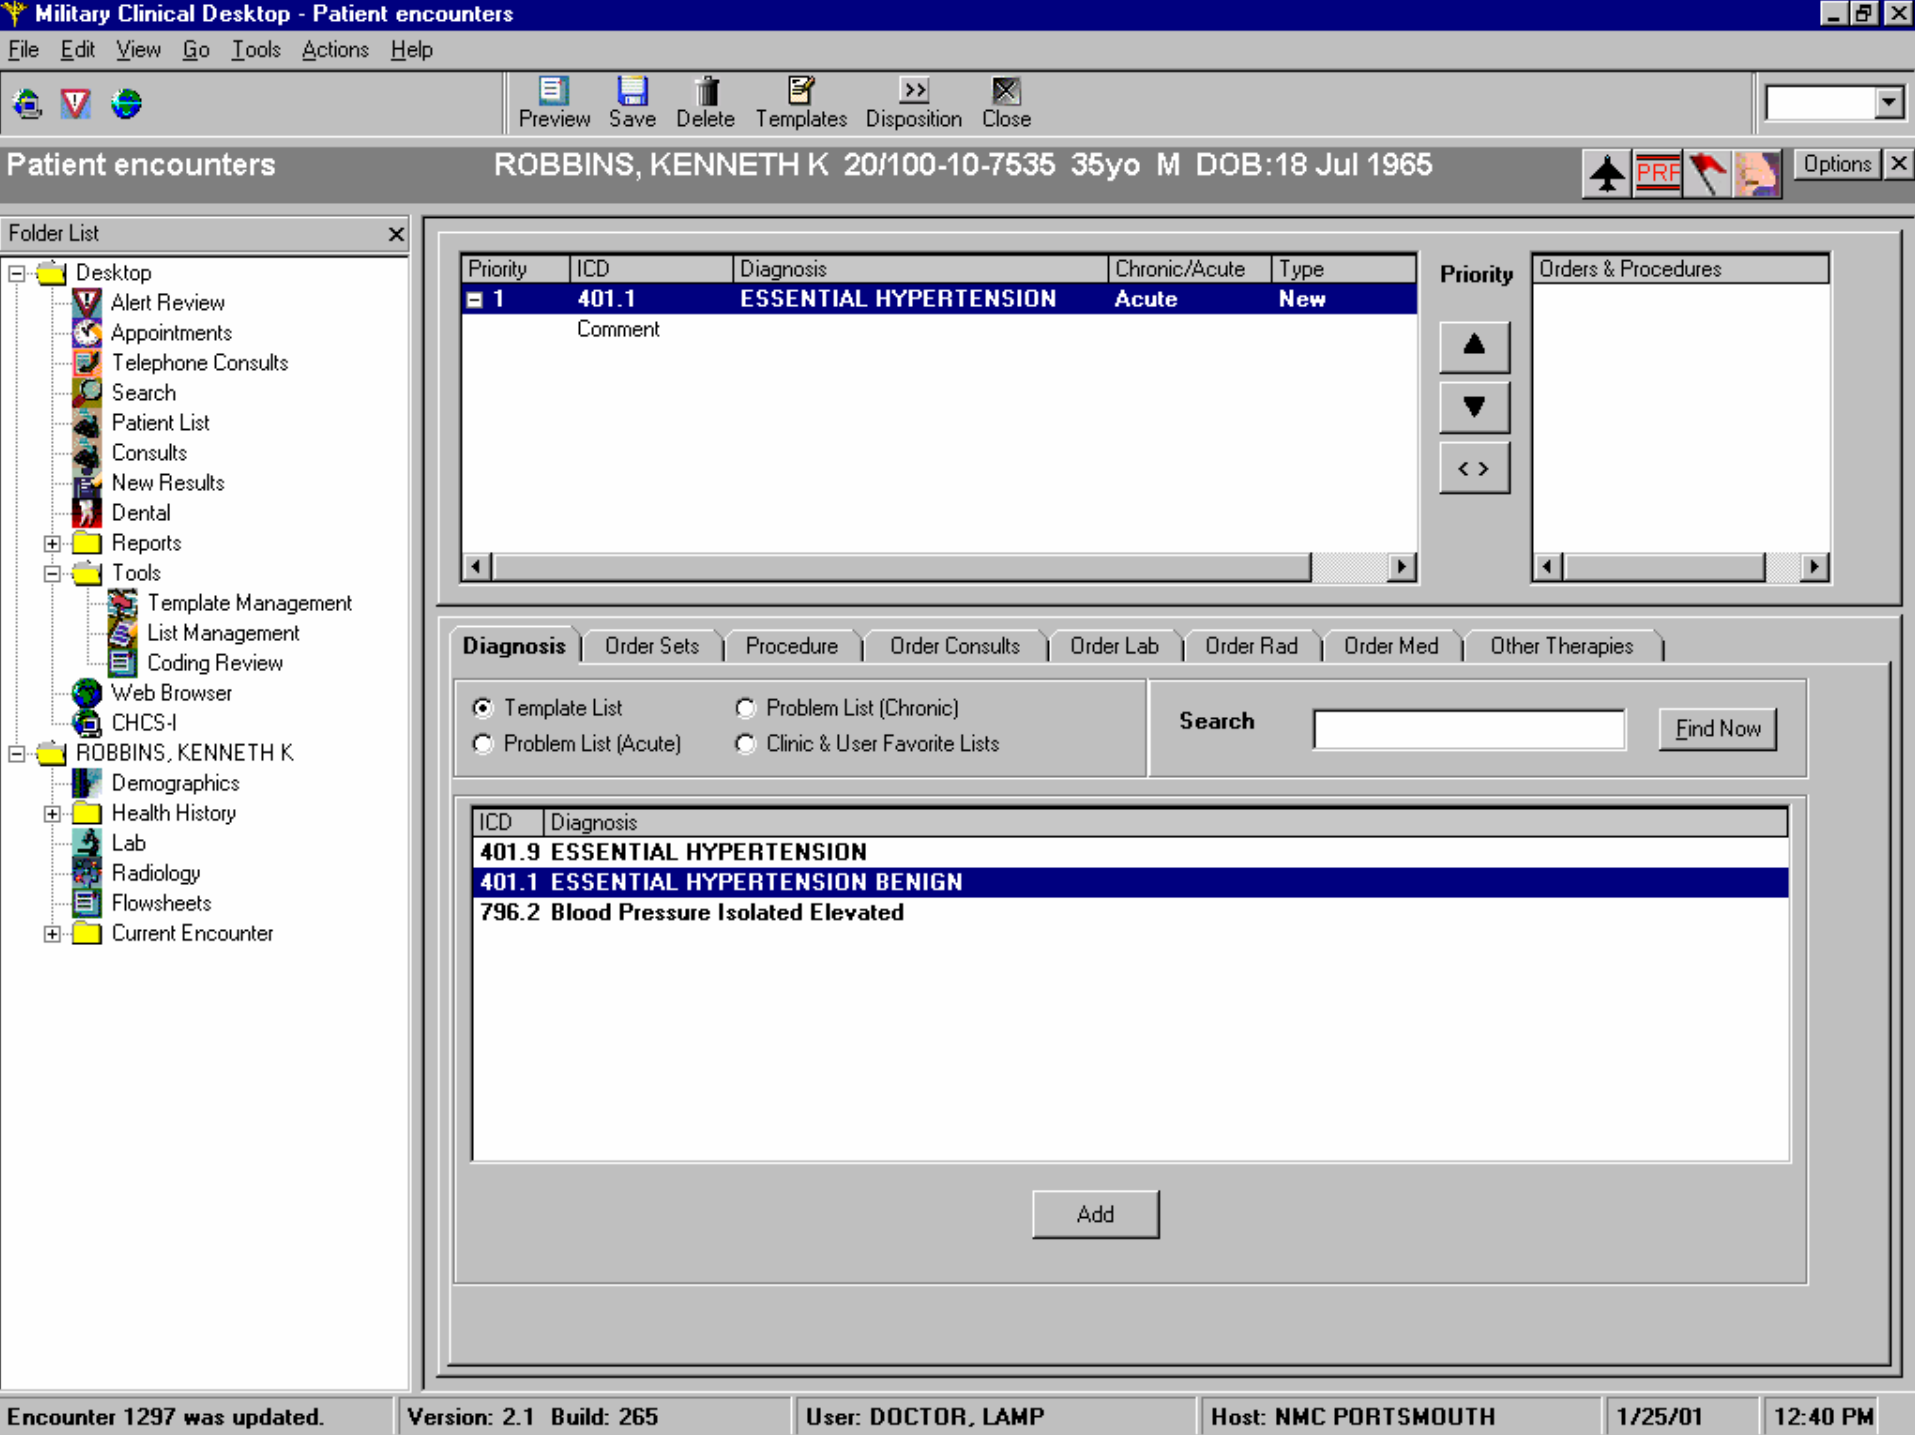 Military Clinical Desktop - Patient encounters
File Edit View Go Tools Actions Help
Preview Save Delete Templates Disposition Close
Patient encounters ROBBINS, KENNETH K 20/100-10-7535 35yo M DOB:18 Jul 1965 PRF Options
Folder List
Desktop
Alert Review
Appointments
Telephone Consults
Search
Patient List
Consults
New Results
Dental
Reports
Tools
Template Management
List Management
Coding Review
Web Browser
CHCS-I
ROBBINS, KENNETH K
Demographics
Health History
Lab
Radiology
Flowsheets
Current Encounter
Priority ICD Diagnosis Chronic/Acute Type
1 401.1 ESSENTIAL HYPERTENSION Acute New
Comment
Priority
< >
Orders & Procedures
Diagnosis Order Sets Procedure Order Consults Order Lab Order Rad Order Med Other Therapies
Template List Problem List (Chronic)
Problem List (Acute) Clinic & User Favorite Lists
Search Find Now
ICD Diagnosis
401.9 ESSENTIAL HYPERTENSION
401.1 ESSENTIAL HYPERTENSION BENIGN
796.2 Blood Pressure Isolated Elevated
Add
Encounter 1297 was updated. Version: 2.1 Build: 265 User: DOCTOR, LAMP Host: NMC PORTSMOUTH 1/25/01 12:40 PM